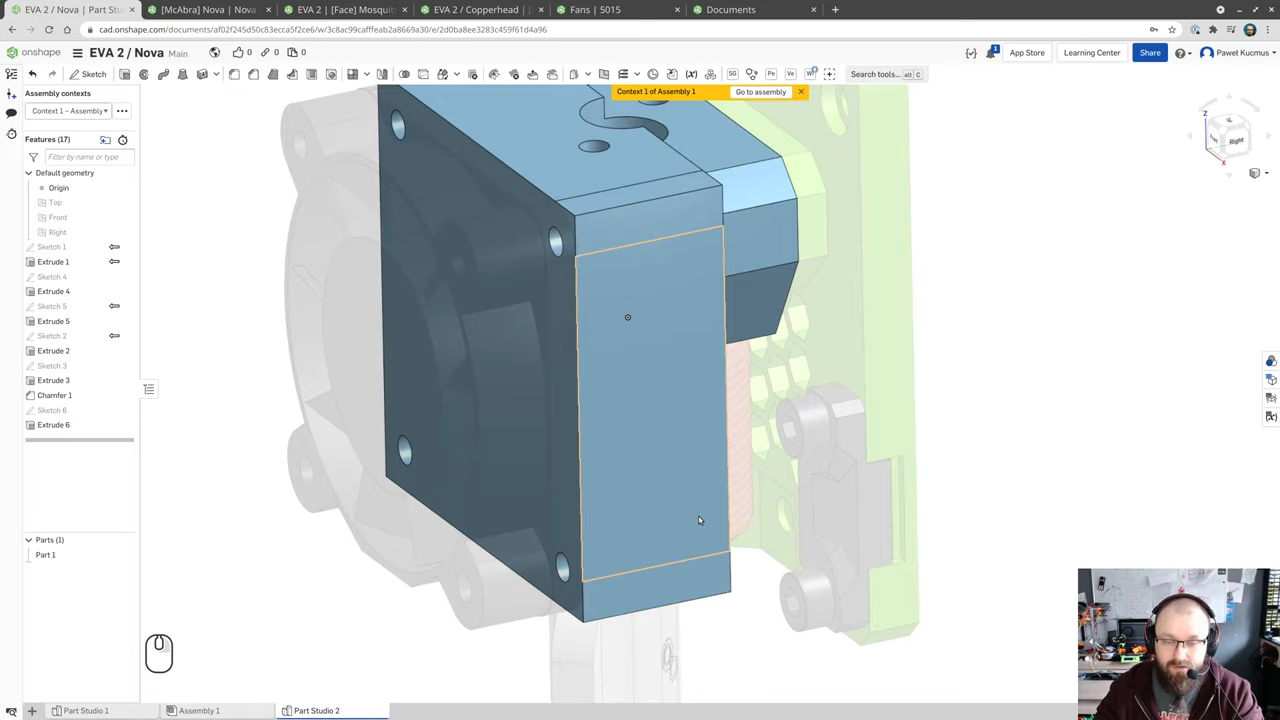 EVA 2 / Nova | Part Stu
[McAbra] Nova | Nova
EVA 2 | [Face] Mosquit
EVA 2 / Copperhead |
Fans | 5015
Documents
cad.onshape.com/documents/af02f245d50c83ecca5f2ce6/w/3c8ac99cafffeab2a8669a30/e/2d0ba8ee3283c459f61d4a96
onshape
EVA 2 / Nova Main
0
0
0
1
App Store
Learning Center
Share
Paweł Kucmus
Sketch
Search tools...
alt C
Assembly contexts
Context 1 of Assembly 1
Go to assembly
Context 1 – Assembly
Features (17)
Filter by name or type
Default geometry
Origin
Top
Front
Right
Sketch 1
Extrude 1
Sketch 4
Extrude 4
Sketch 5
Extrude 5
Sketch 2
Extrude 2
Sketch 3
Extrude 3
Chamfer 1
Sketch 6
Extrude 6
Parts (1)
Part 1
Z
X
Right
Part Studio 1
Assembly 1
Part Studio 2